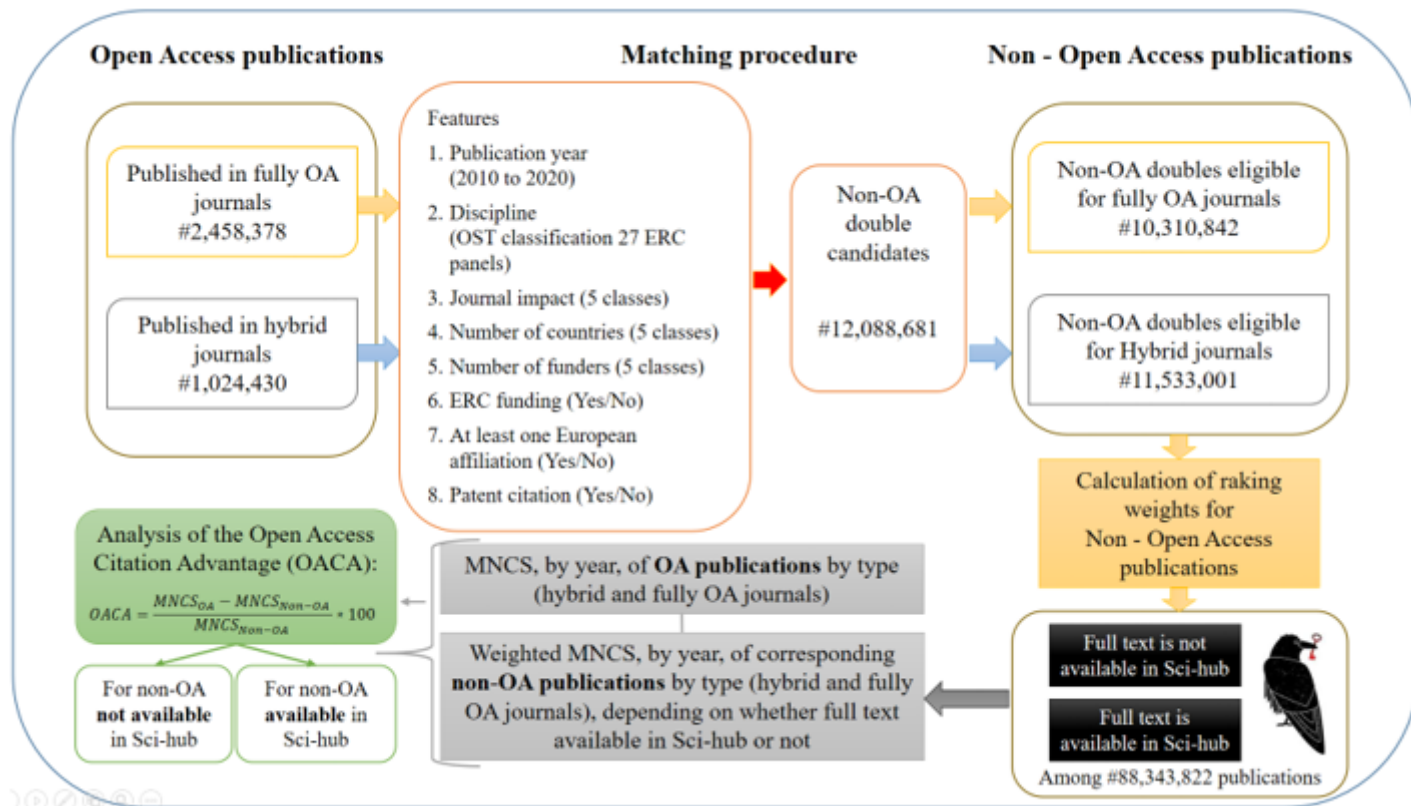 Open Access publications
Matching procedure
Non - Open Access publications
Published in fully OA
journals
#2,458,378
Published in hybrid
journals
#1,024,430
Features
1. Publication year
(2010 to 2020)
2. Discipline
(OST classification 27 ERC
panels)
3. Journal impact (5 classes)
4. Number of countries (5 classes)
5. Number of funders (5 classes)
6. ERC funding (Yes/No)
7. At least one European
affiliation (Yes/No)
8. Patent citation (Yes/No)
Non-OA
double
candidates
#12,088,681
Non-OA doubles eligible
for fully OA journals
#10,310,842
Non-OA doubles eligible
for Hybrid journals
#11,533,001
Calculation of raking
weights for
Non - Open Access
publications
Full text is not
available in Sci-hub
Full text is
available in Sci-hub
Among #88,343,822 publications
MNCS, by year, of OA publications by type
(hybrid and fully OA journals)
Weighted MNCS, by year, of corresponding
non-OA publications by type (hybrid and fully
OA journals), depending on whether full text
available in Sci-hub or not
Analysis of the Open Access
Citation Advantage (OACA):
OACA = (MNCS_OA − MNCS_Non-OA) / MNCS_Non-OA * 100
For non-OA
not available
in Sci-hub
For non-OA
available in
Sci-hub